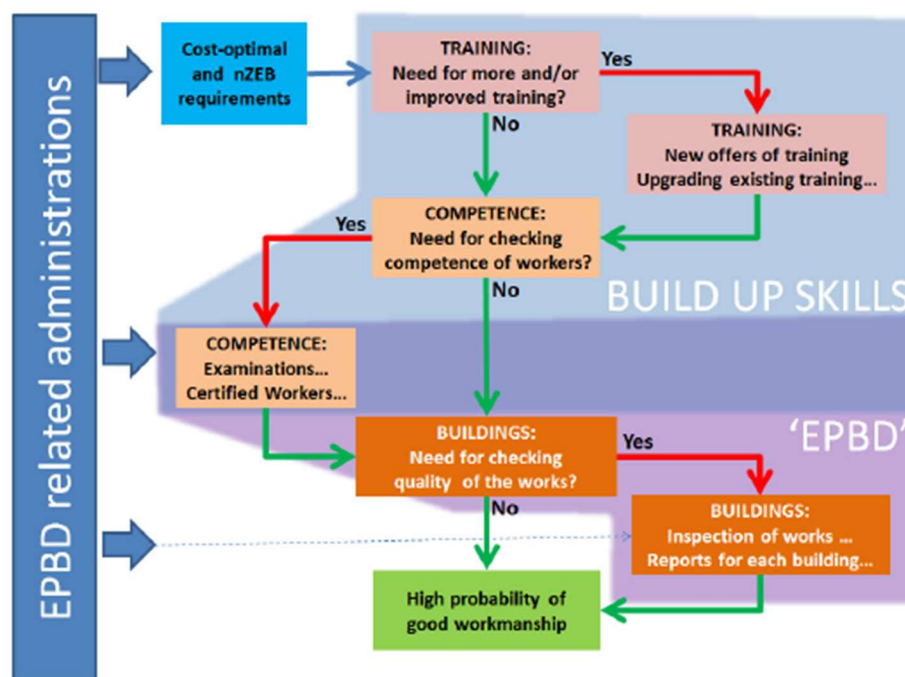 EPBD related administrations
Cost-optimal
and nZEB
requirements
TRAINING:
Need for more and/or
improved training?
Yes
No
TRAINING:
New offers of training
Upgrading existing training...
COMPETENCE:
Need for checking
competence of workers?
Yes
No
BUILD UP SKILLS
COMPETENCE:
Examinations...
Certified Workers...
'EPBD'
BUILDINGS:
Need for checking
quality of the works?
Yes
No
BUILDINGS:
Inspection of works ...
Reports for each building...
High probability of
good workmanship